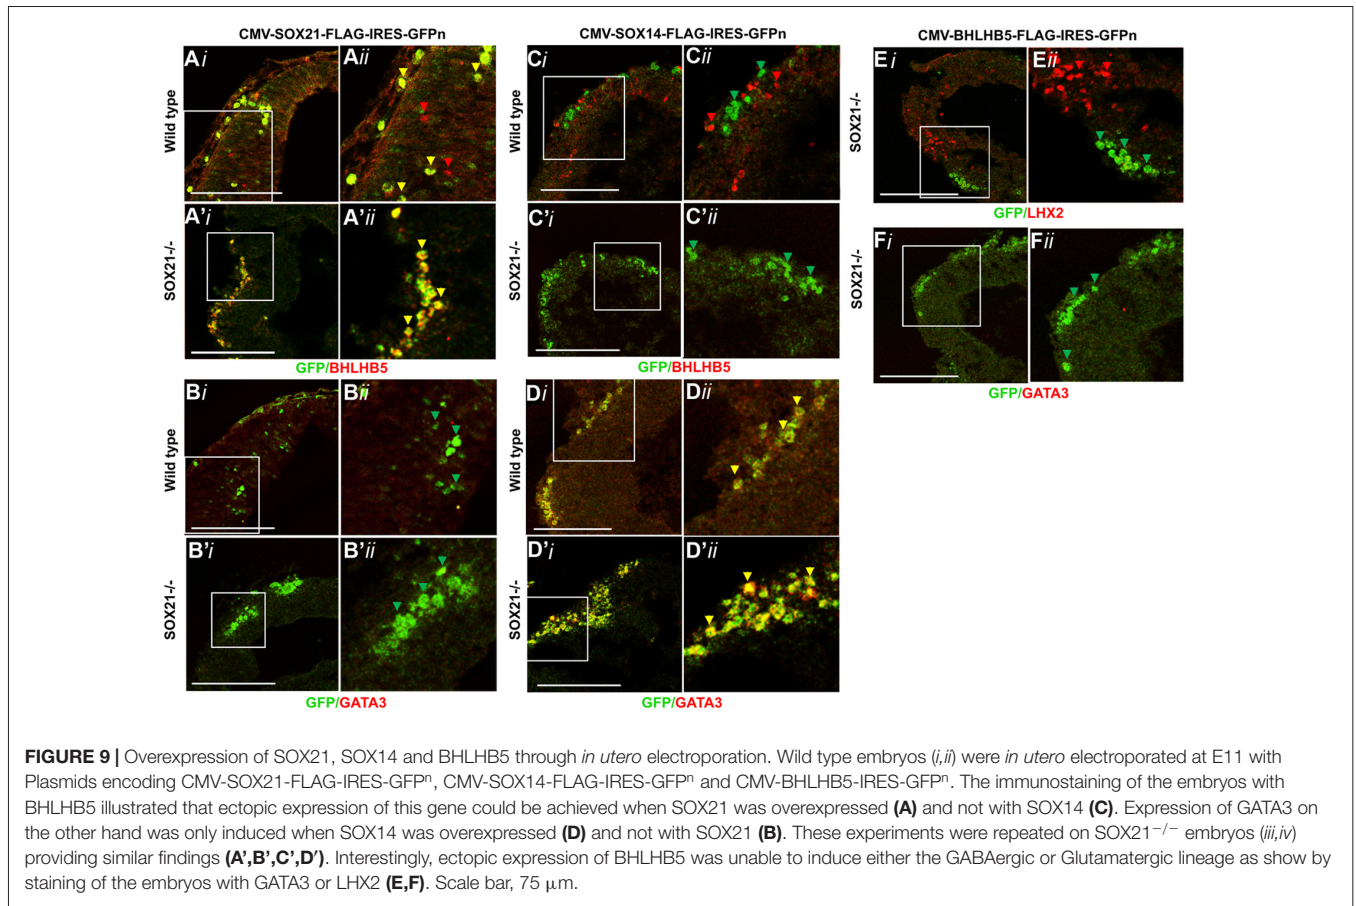 CMV-SOX21-FLAG-IRES-GFPn
CMV-SOX14-FLAG-IRES-GFPn
CMV-BHLHB5-FLAG-IRES-GFPn
Wild type
Ai
Aii
SOX21-/-
A'i
A'ii
GFP/BHLHB5
Wild type
Bi
Bii
SOX21-/-
B'i
B'ii
GFP/GATA3
Wild type
Ci
Cii
SOX21-/-
C'i
C'ii
GFP/BHLHB5
Wild type
Di
Dii
SOX21-/-
D'i
D'ii
GFP/GATA3
SOX21-/-
Ei
Eii
GFP/LHX2
SOX21-/-
Fi
Fii
GFP/GATA3
FIGURE 9 | Overexpression of SOX21, SOX14 and BHLHB5 through in utero electroporation. Wild type embryos (i,ii) were in utero electroporated at E11 with
Plasmids encoding CMV-SOX21-FLAG-IRES-GFPⁿ, CMV-SOX14-FLAG-IRES-GFPⁿ and CMV-BHLHB5-IRES-GFPⁿ. The immunostaining of the embryos with
BHLHB5 illustrated that ectopic expression of this gene could be achieved when SOX21 was overexpressed (A) and not with SOX14 (C). Expression of GATA3 on
the other hand was only induced when SOX14 was overexpressed (D) and not with SOX21 (B). These experiments were repeated on SOX21⁻/⁻ embryos (iii,iv)
providing similar findings (A',B',C',D′). Interestingly, ectopic expression of BHLHB5 was unable to induce either the GABAergic or Glutamatergic lineage as show by
staining of the embryos with GATA3 or LHX2 (E,F). Scale bar, 75 μm.